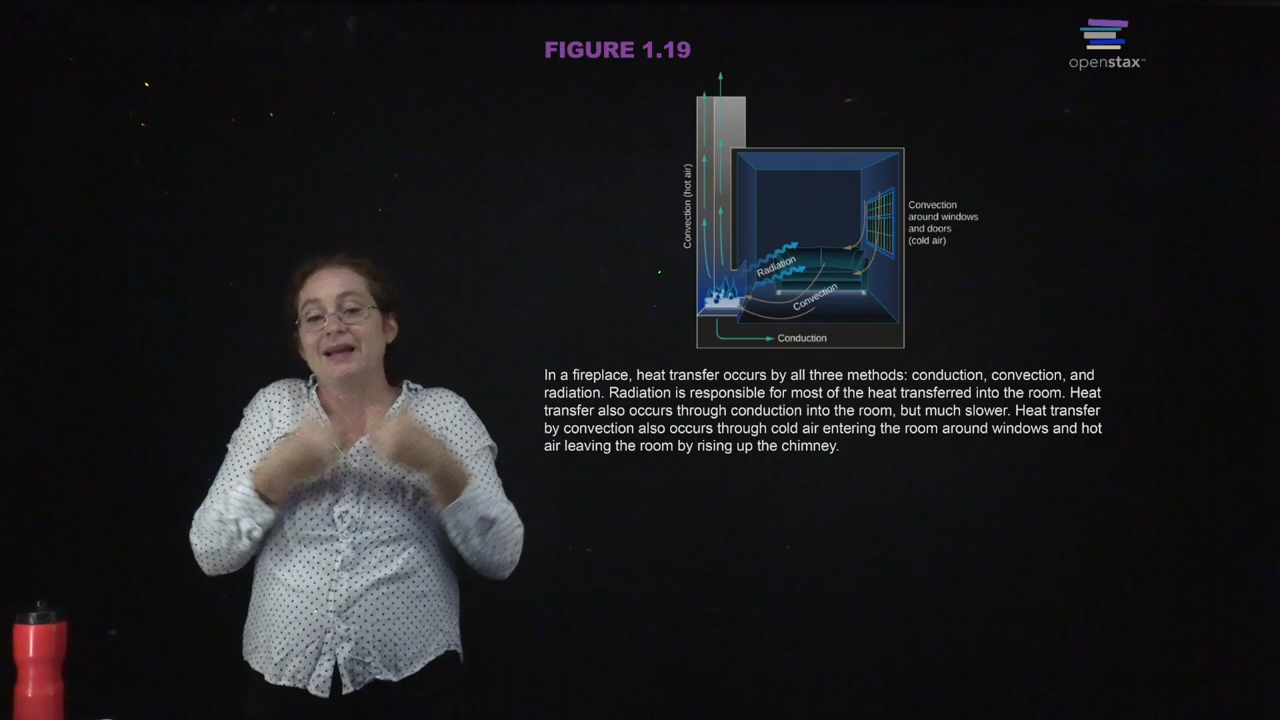 FIGURE 1.19
openstax™
Convection (hot air)
Convection
around windows
and doors
(cold air)
Radiation
Convection
Conduction
In a fireplace, heat transfer occurs by all three methods: conduction, convection, and
radiation. Radiation is responsible for most of the heat transferred into the room. Heat
transfer also occurs through conduction into the room, but much slower. Heat transfer
by convection also occurs through cold air entering the room around windows and hot
air leaving the room by rising up the chimney.